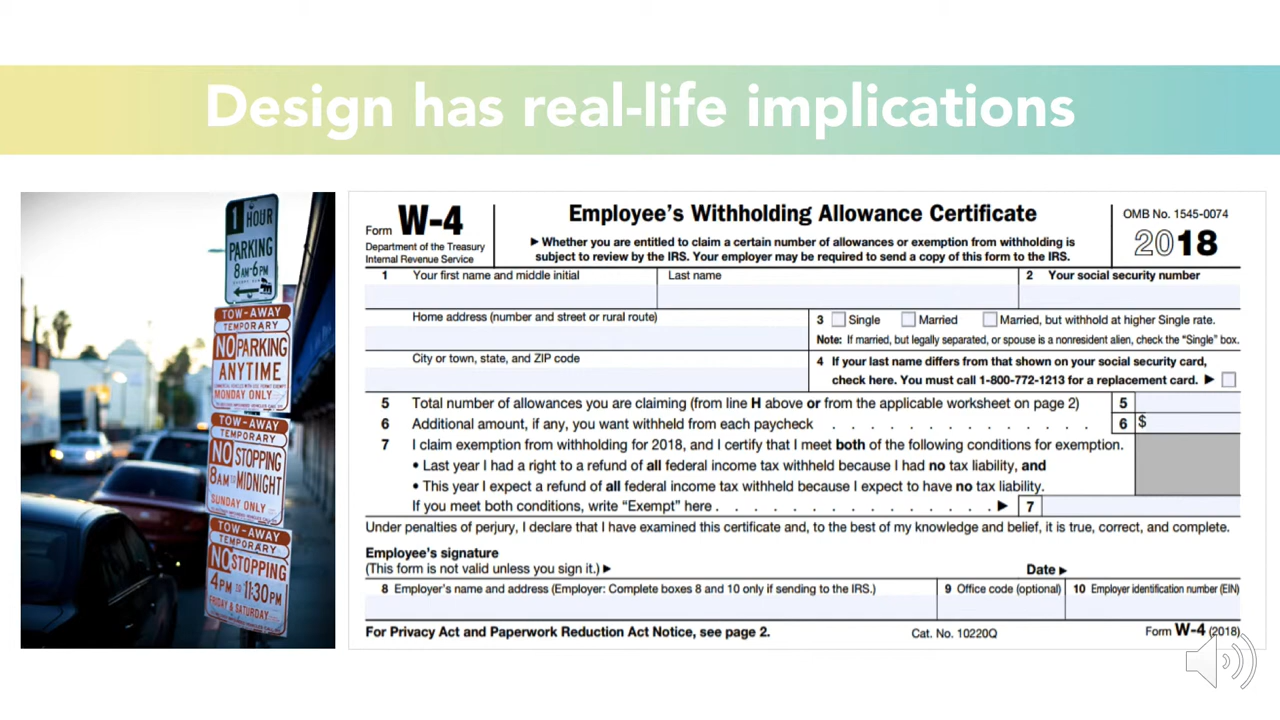 Design has real-life implications
1 HOUR
PARKING
8AM-6PM
TOW-AWAY
TEMPORARY
NO PARKING
ANYTIME
MONDAY ONLY
TOW-AWAY
TEMPORARY
NO STOPPING
8AM TO MIDNIGHT
SUNDAY ONLY
TOW-AWAY
TEMPORARY
NO STOPPING
4PM TO 11:30PM
FRIDAY & SATURDAY
Form W-4
Department of the Treasury
Internal Revenue Service
Employee's Withholding Allowance Certificate
▶ Whether you are entitled to claim a certain number of allowances or exemption from withholding is
subject to review by the IRS. Your employer may be required to send a copy of this form to the IRS.
OMB No. 1545-0074
2018
1 Your first name and middle initial
Last name
2 Your social security number
Home address (number and street or rural route)
3 Single Married Married, but withhold at higher Single rate.
Note: If married, but legally separated, or spouse is a nonresident alien, check the "Single" box.
City or town, state, and ZIP code
4 If your last name differs from that shown on your social security card,
check here. You must call 1-800-772-1213 for a replacement card. ▶
5 Total number of allowances you are claiming (from line H above or from the applicable worksheet on page 2) 5
6 Additional amount, if any, you want withheld from each paycheck . . . . . . . . . . . . . . 6 $
7 I claim exemption from withholding for 2018, and I certify that I meet both of the following conditions for exemption.
• Last year I had a right to a refund of all federal income tax withheld because I had no tax liability, and
• This year I expect a refund of all federal income tax withheld because I expect to have no tax liability.
If you meet both conditions, write "Exempt" here . . . . . . . . . . . . . . . ▶ 7
Under penalties of perjury, I declare that I have examined this certificate and, to the best of my knowledge and belief, it is true, correct, and complete.
Employee's signature
(This form is not valid unless you sign it.) ▶
Date ▶
8 Employer's name and address (Employer: Complete boxes 8 and 10 only if sending to the IRS.)
9 Office code (optional)
10 Employer identification number (EIN)
For Privacy Act and Paperwork Reduction Act Notice, see page 2.
Cat. No. 10220Q
Form W-4 (2018)